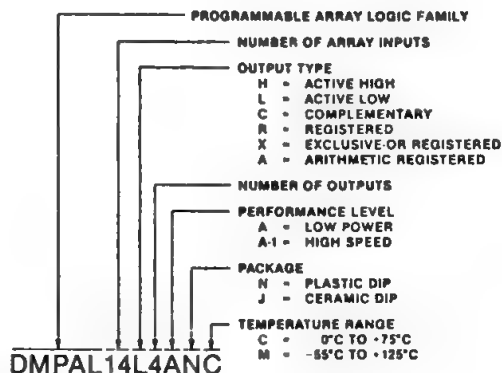 PROGRAMMABLE ARRAY LOGIC FAMILY
NUMBER OF ARRAY INPUTS
OUTPUT TYPE
H = ACTIVE HIGH
L = ACTIVE LOW
C = COMPLEMENTARY
R = REGISTERED
X = EXCLUSIVE-OR REGISTERED
A = ARITHMETIC REGISTERED
NUMBER OF OUTPUTS
PERFORMANCE LEVEL
A = LOW POWER
A-1 = HIGH SPEED
PACKAGE
N = PLASTIC DIP
J = CERAMIC DIP
TEMPERATURE RANGE
C = 0°C TO +75°C
M = -55°C TO +125°C
DMPAL14L4ANC